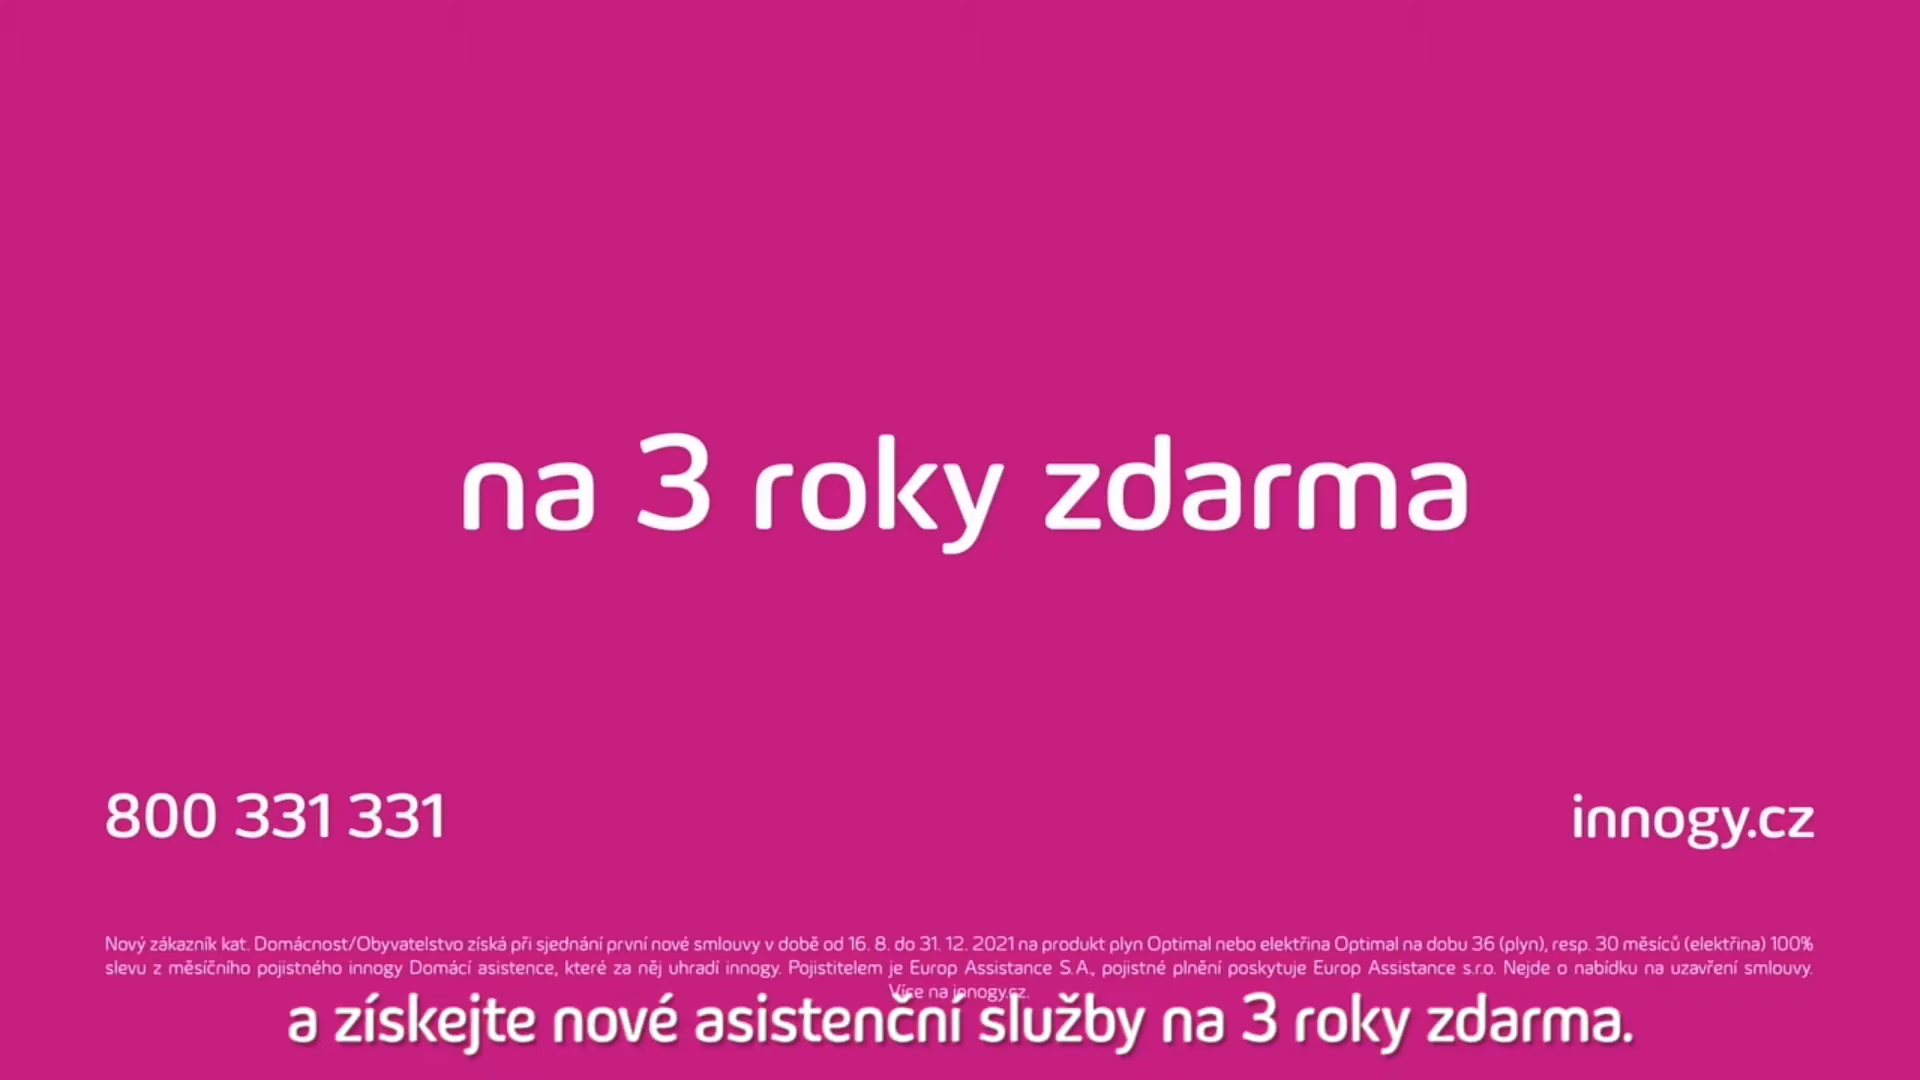 na 3 roky zdarma
800 331 331
innogy.cz
Nový zákazník kat. Domácnost/Obyvatelstvo získá při sjednání první nové smlouvy v době od 16. 8. do 31. 12. 2021 na produkt plyn Optimal nebo elektřina Optimal na dobu 36 (plyn), resp. 30 měsíců (elektřina) 100%
slevu z měsíčního pojistného innogy Domácí asistence, které za něj uhradí innogy. Pojistitelem je Europ Assistance S.A., pojistné plnění poskytuje Europ Assistance s.r.o. Nejde o nabídku na uzavření smlouvy.
Více na innogy.cz.
a získejte nové asistenční služby na 3 roky zdarma.